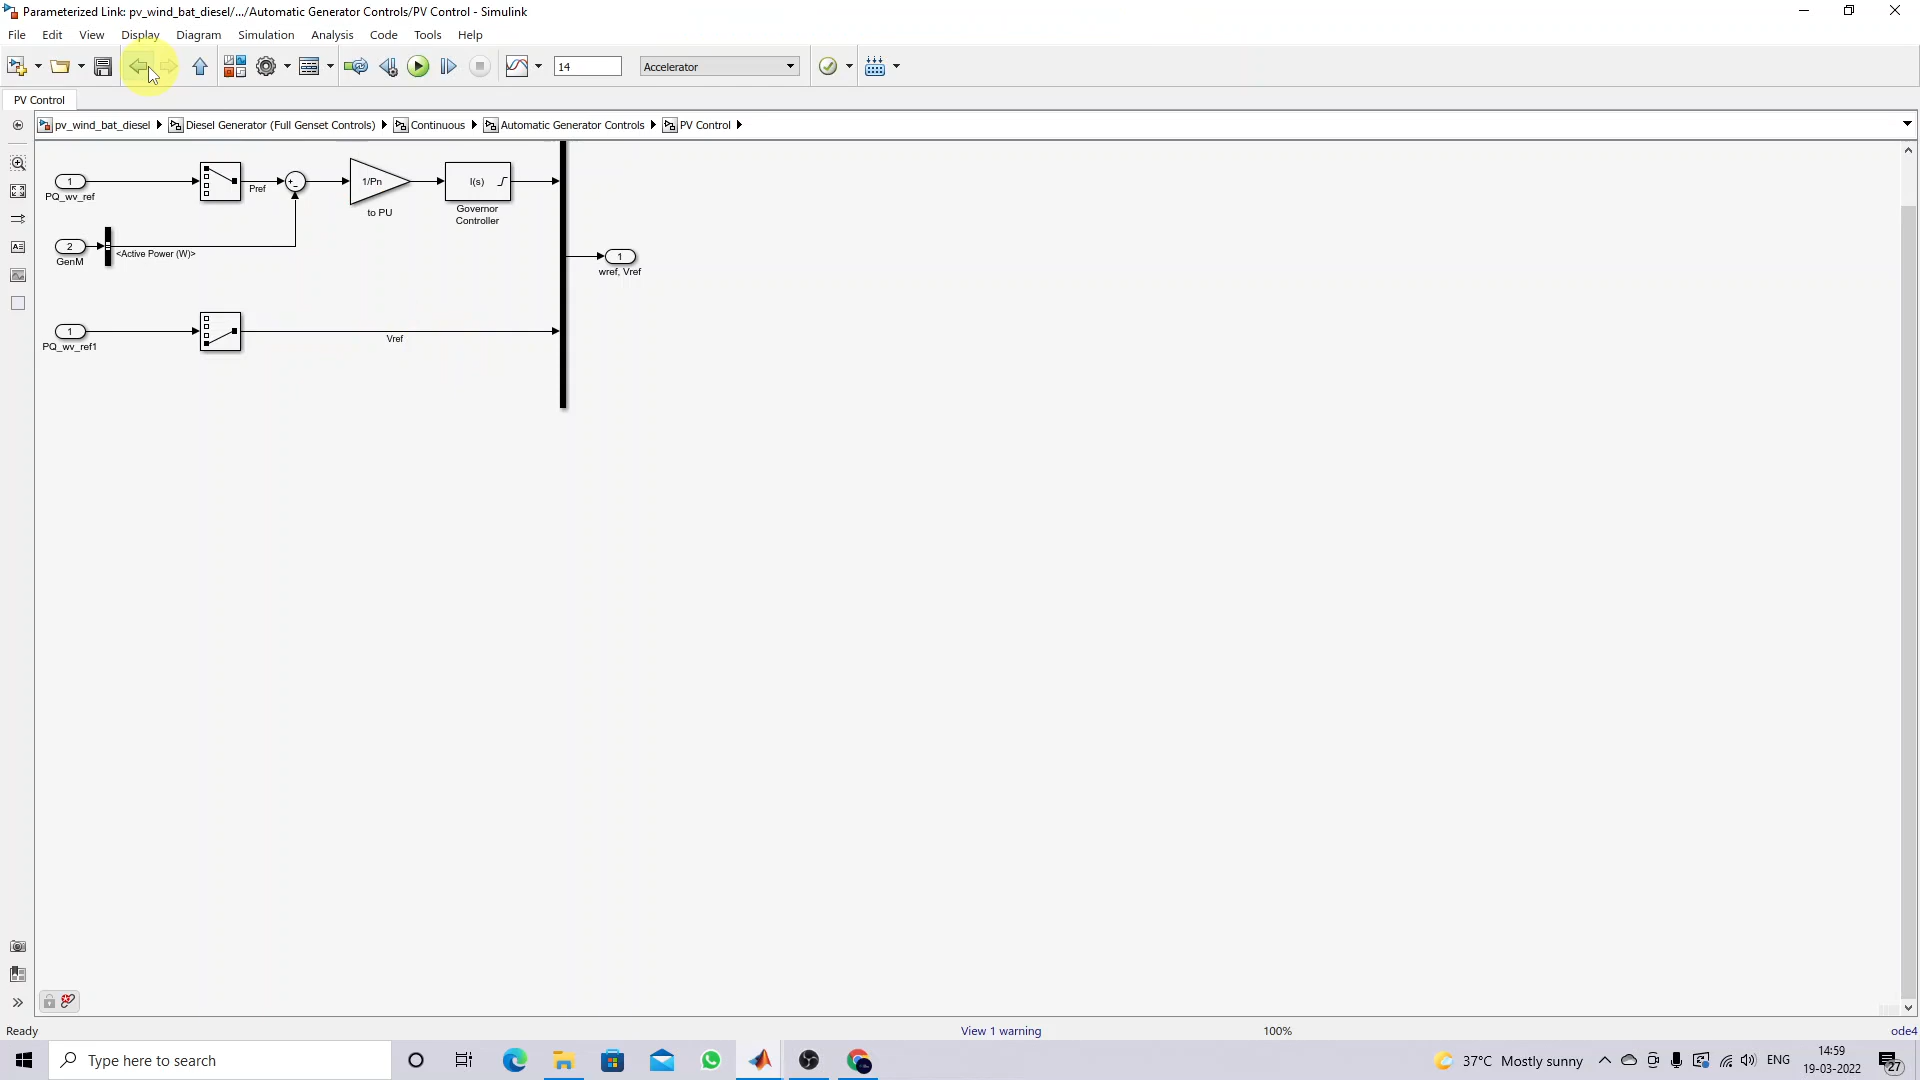 Parameterized Link: pv_wind_bat_diesel/.../Automatic Generator Controls/PV Control - Simulink
File Edit View Display Diagram Simulation Analysis Code Tools Help
14 Accelerator
PV Control
pv_wind_bat_diesel Diesel Generator (Full Genset Controls) Continuous Automatic Generator Controls PV Control
1
PQ_wv_ref
Pref
+
-
1/Pn
to PU
I(s)
Governor
Controller
2
GenM
<Active Power (W)>
1
wref, Vref
1
PQ_wv_ref1
Vref
Ready
View 1 warning
100%
ode4
Type here to search
37°C Mostly sunny
ENG
14:59
19-03-2022
27